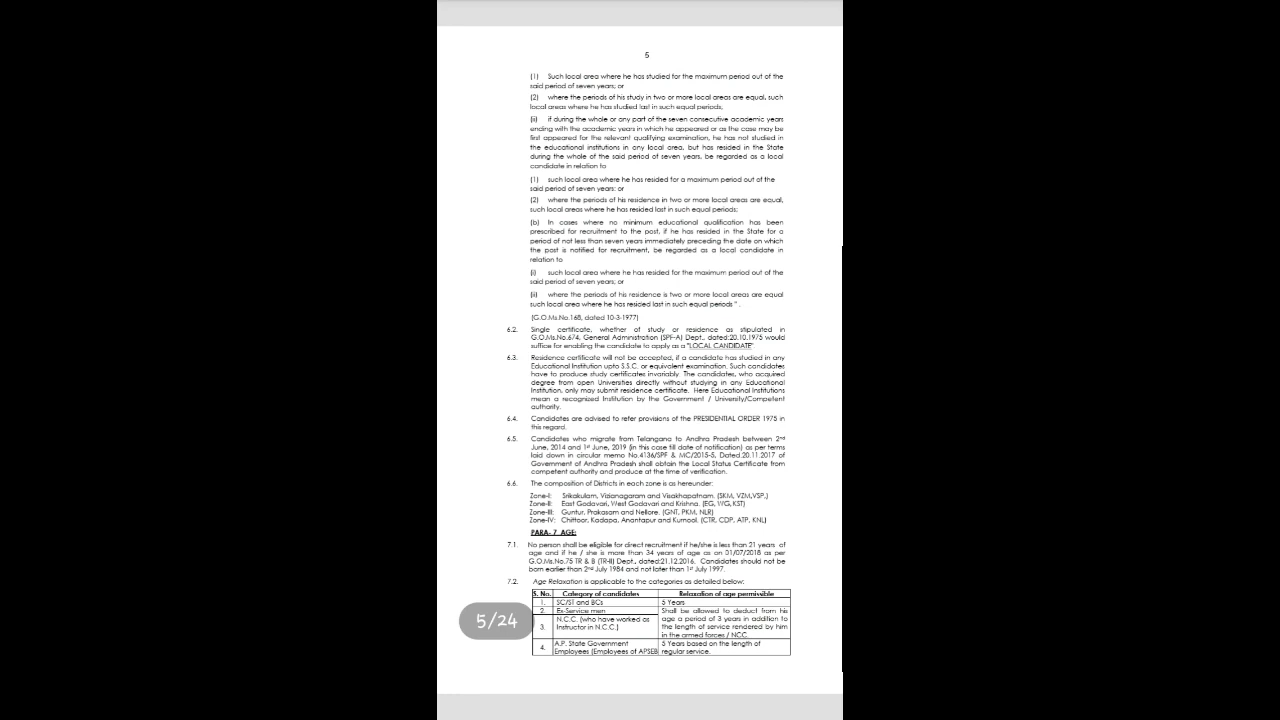 5
(1) Such local area where he has studied for the maximum period out of the
said period of seven years; or
(2) where the periods of his study in two or more local areas are equal, such
local areas where he has studied last in such equal periods.
(ii) if during the whole or any part of the seven consecutive academic years
ending with the academic years in which he appeared or as the case may be
first appeared for the relevant qualifying examination, he has not studied in
the educational institutions in any local area, but has resided in the State
during the whole of the said period of seven years, be regarded as a local
candidate in relation to
(1) such local area where he has resided for a maximum period out of the
said period of seven years: or
(2) where the periods of his residence in two or more local areas are equal,
such local areas where he has resided last in such equal periods;
(b) In cases where no minimum educational qualification has been
prescribed for recruitment to the post, if he has resided in the State for a
period of not less than seven years immediately preceding the date on which
the post is notified for recruitment, be regarded as a local candidate in
relation to
(i) such local area where he has resided for the maximum period out of the
said period of seven years; or
(ii) where the periods of his residence is two or more local areas are equal
such local area where he has resided last in such equal periods " .
(G.O.Ms.No.168, dated 10-3-1977)
6.2. Single certificate, whether of study or residence as stipulated in
G.O.Ms.No.674, General Administration (SPF-A) Dept., dated:20.10.1975 would
suffice for enabling the candidate to apply as a "LOCAL CANDIDATE".
6.3. Residence certificate will not be accepted, if a candidate has studied in any
Educational Institution upto S.S.C. or equivalent examination. Such candidates
have to produce study certificates invariably. The candidates, who acquired
degree from open Universities directly without studying in any Educational
Institution, only may submit residence certificate. Here Educational Institutions
mean a recognized Institution by the Government / University/Competent
authority.
6.4. Candidates are advised to refer provisions of the PRESIDENTIAL ORDER 1975 in
this regard.
6.5. Candidates who migrate from Telangana to Andhra Pradesh between 2nd
June, 2014 and 1st June, 2019 (in this case till date of notification) as per terms
laid down in circular memo No.4136/SPF & MC/2015-5, Dated.20.11.2017 of
Government of Andhra Pradesh shall obtain the Local Status Certificate from
competent authority and produce at the time of verification.
6.6. The composition of Districts in each zone is as hereunder:
Zone-I: Srikakulam, Vizianagaram and Visakhapatnam. (SKM, VZM,VSP.)
Zone-II: East Godavari, West Godavari and Krishna. (EG, WG,KST)
Zone-III: Guntur, Prakasam and Nellore. (GNT, PKM, NLR)
Zone-IV: Chittoor, Kadapa, Anantapur and Kurnool. (CTR, CDP, ATP, KNL)
PARA- 7 AGE:
7.1. No person shall be eligible for direct recruitment if he/she is less than 21 years of
age and if he / she is more than 34 years of age as on 01/07/2018 as per
G.O.Ms.No.75 TR & B (TR-II) Dept., dated:21.12.2016. Candidates should not be
born earlier than 2nd July 1984 and not later than 1st July 1997.
7.2. Age Relaxation is applicable to the categories as detailed below:
S. No. Category of candidates Relaxation of age permissible
1. SC/ST and BCs 5 Years
2. Ex-Service men Shall be allowed to deduct from his
age a period of 3 years in addition to
the length of service rendered by him
in the armed forces / NCC.
3. N.C.C. (who have worked as
Instructor in N.C.C.)
4. A.P. State Government
Employees (Employees of APSEB
5 Years based on the length of
regular service.
5/24